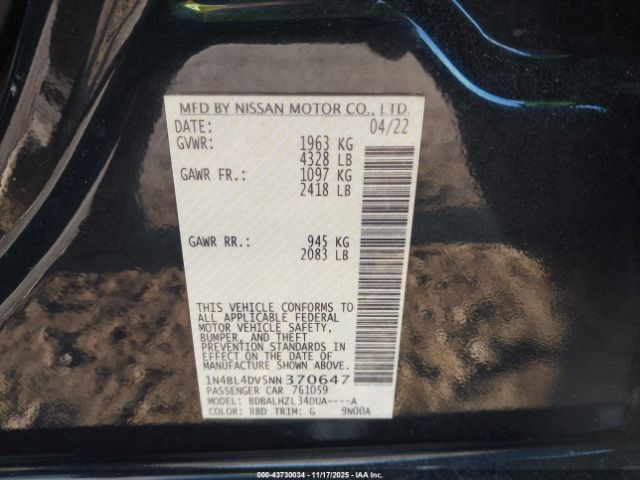 MFD BY NISSAN MOTOR CO., LTD.
DATE: 04/22
GVWR: 1963 KG
4328 LB
GAWR FR.: 1097 KG
2418 LB
GAWR RR.: 945 KG
2083 LB
THIS VEHICLE CONFORMS TO
ALL APPLICABLE FEDERAL
MOTOR VEHICLE SAFETY,
BUMPER, AND THEFT
PREVENTION STANDARDS IN
EFFECT ON THE DATE OF
MANUFACTURE SHOWN ABOVE.
1N4BL4DV5NN370647
PASSENGER CAR 761059
MODEL: BDBALHZL34DUA----A
COLOR: RBD TRIM: G 9N00A
000-43730034 - 11/17/2025 - IAAI.com